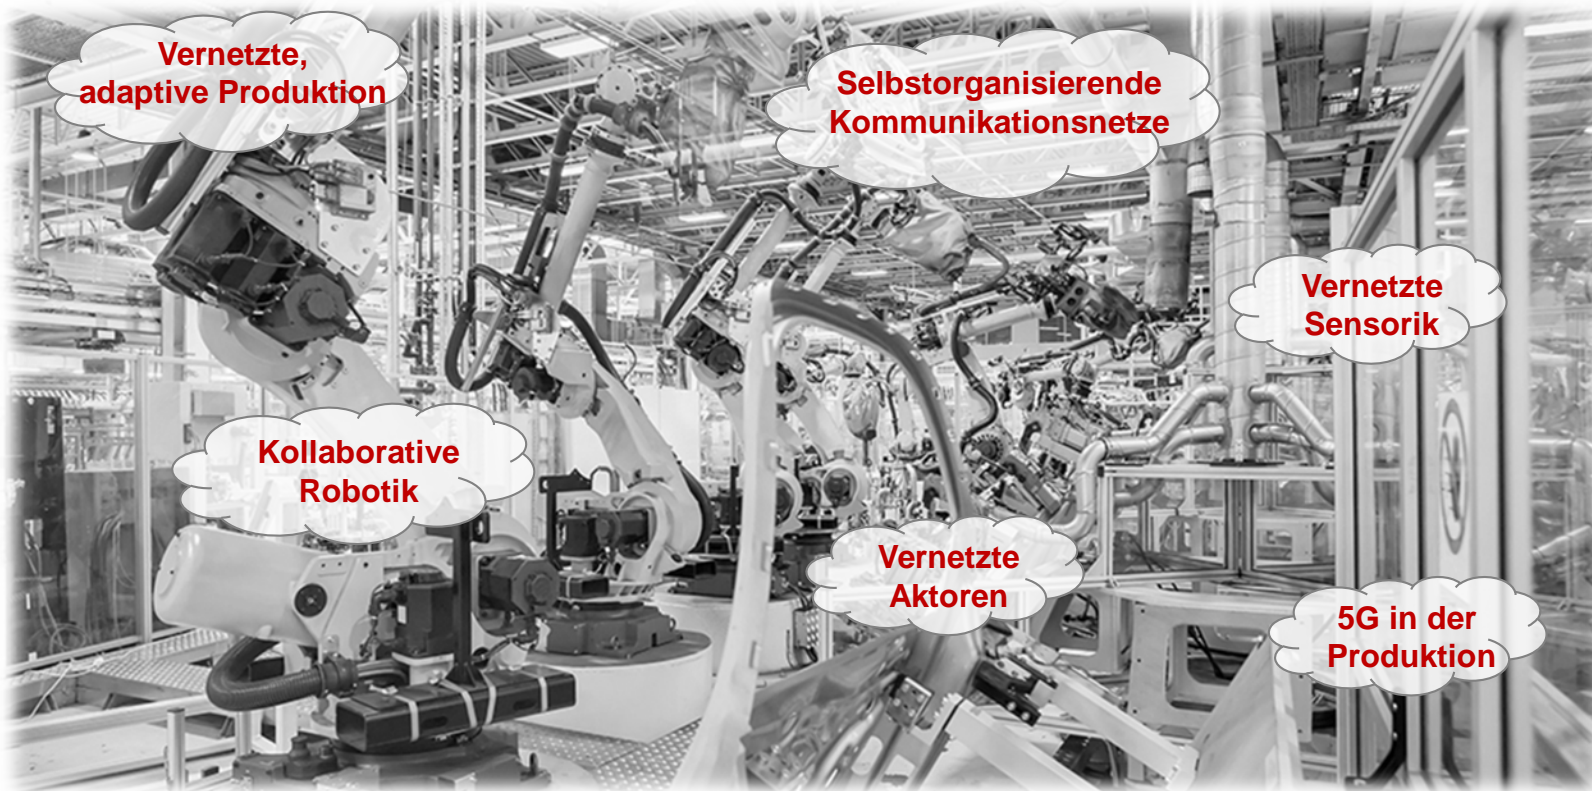 Vernetzte,
adaptive Produktion
Selbstorganisierende
Kommunikationsnetze
Vernetzte
Sensorik
Kollaborative
Robotik
Vernetzte
Aktoren
5G in der
Produktion